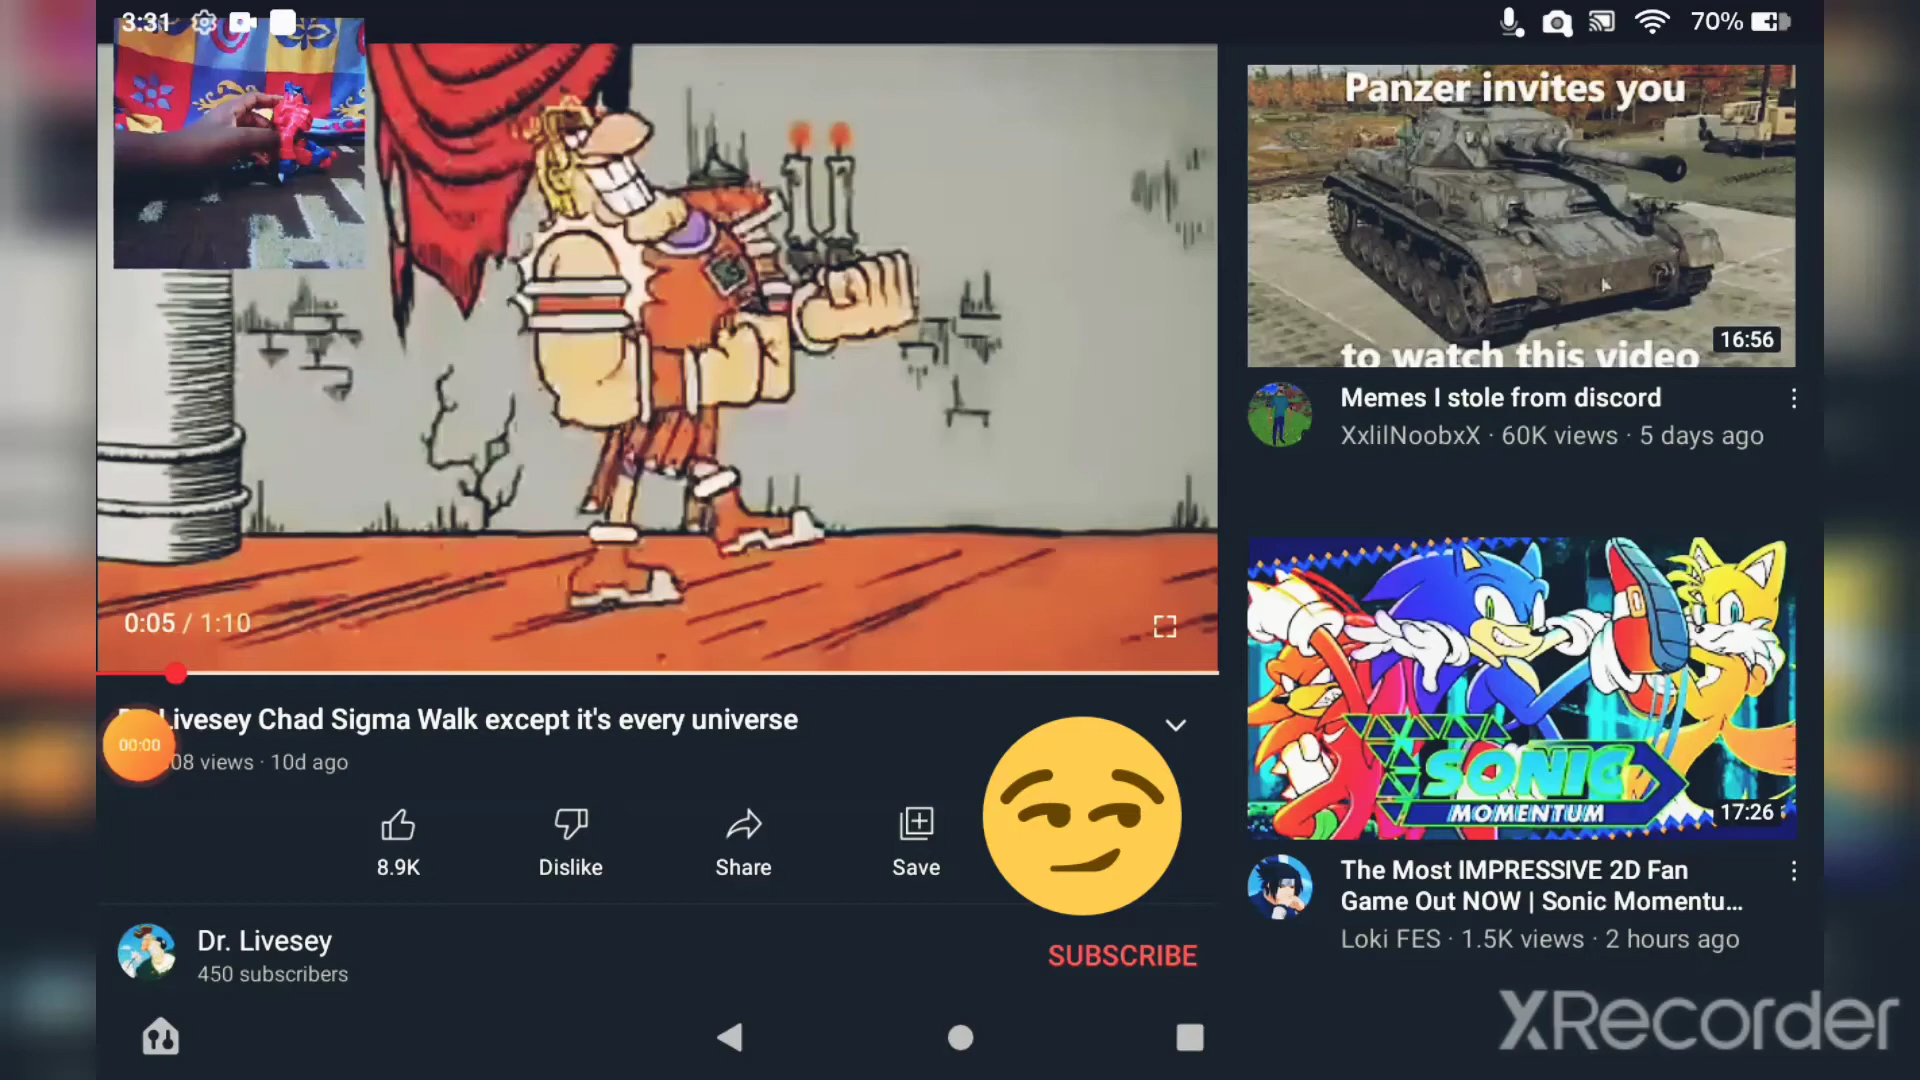 3:31
70%
Panzer invites you
to watch this video
16:56
Memes I stole from discord
XxlilNoobxX · 60K views · 5 days ago
0:05 / 1:10
Livesey Chad Sigma Walk except it's every universe
00:00
08 views · 10d ago
8.9K
Dislike
Share
Save
Dr. Livesey
450 subscribers
SUBSCRIBE
SONIC
MOMENTUM
17:26
The Most IMPRESSIVE 2D Fan
Game Out NOW | Sonic Momentu...
Loki FES · 1.5K views · 2 hours ago
XRecorder